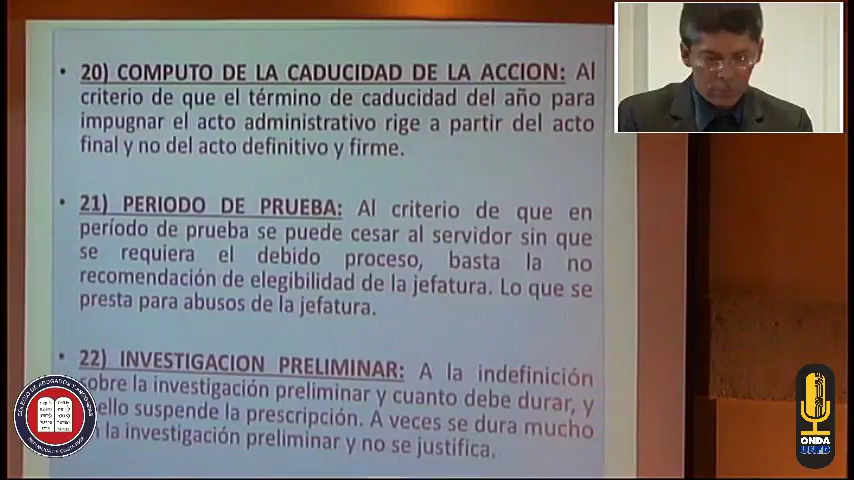 • 20) COMPUTO DE LA CADUCIDAD DE LA ACCION: Al
criterio de que el término de caducidad del año para
impugnar el acto administrativo rige a partir del acto
final y no del acto definitivo y firme.
• 21) PERIODO DE PRUEBA: Al criterio de que en
período de prueba se puede cesar al servidor sin que
se requiera el debido proceso, basta la no
recomendación de elegibilidad de la jefatura. Lo que se
presta para abusos de la jefatura.
• 22) INVESTIGACION PRELIMINAR: A la indefinición
sobre la investigación preliminar y cuanto debe durar, y
ello suspende la prescripción. A veces se dura mucho
la investigación preliminar y no se justifica.
ONDA
UNED